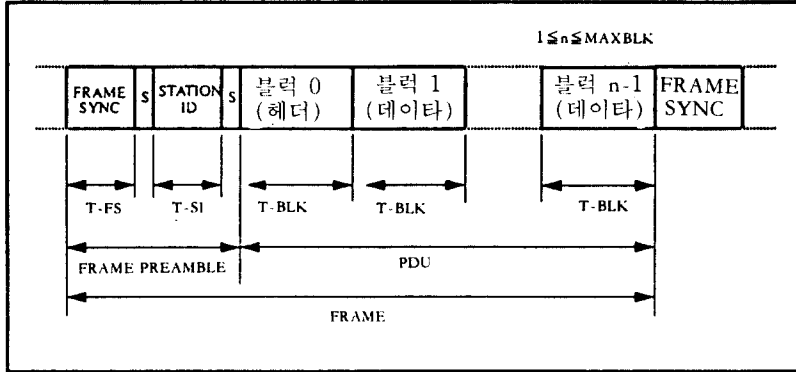 1≦n≦MAXBLK
FRAME SYNC
S
STATION ID
S
블럭 0 (헤더)
블럭 1 (데이타)
블럭 n-1 (데이타)
FRAME SYNC
T-FS
T-SI
T-BLK
T-BLK
T-BLK
FRAME PREAMBLE
PDU
FRAME